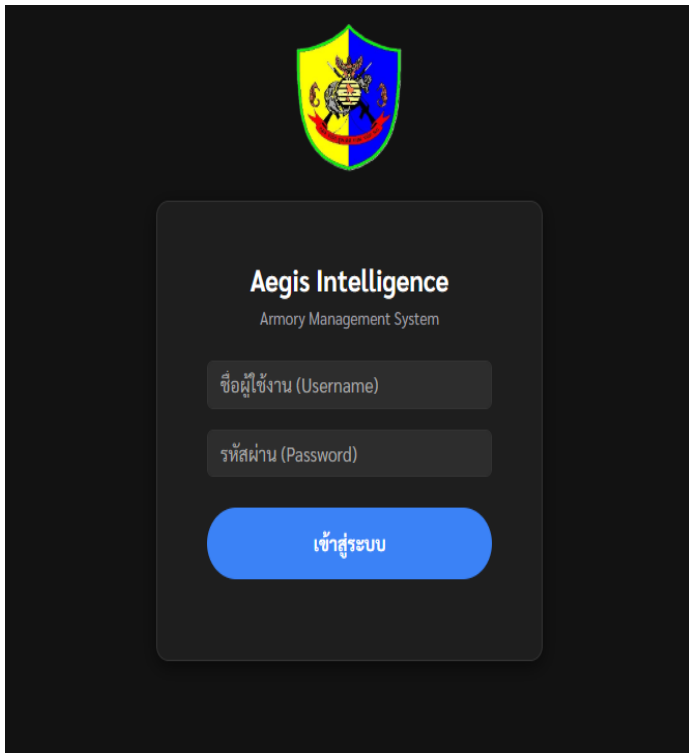 Aegis Intelligence
Armory Management System
ชื่อผู้ใช้งาน (Username)
รหัสผ่าน (Password)
เข้าสู่ระบบ